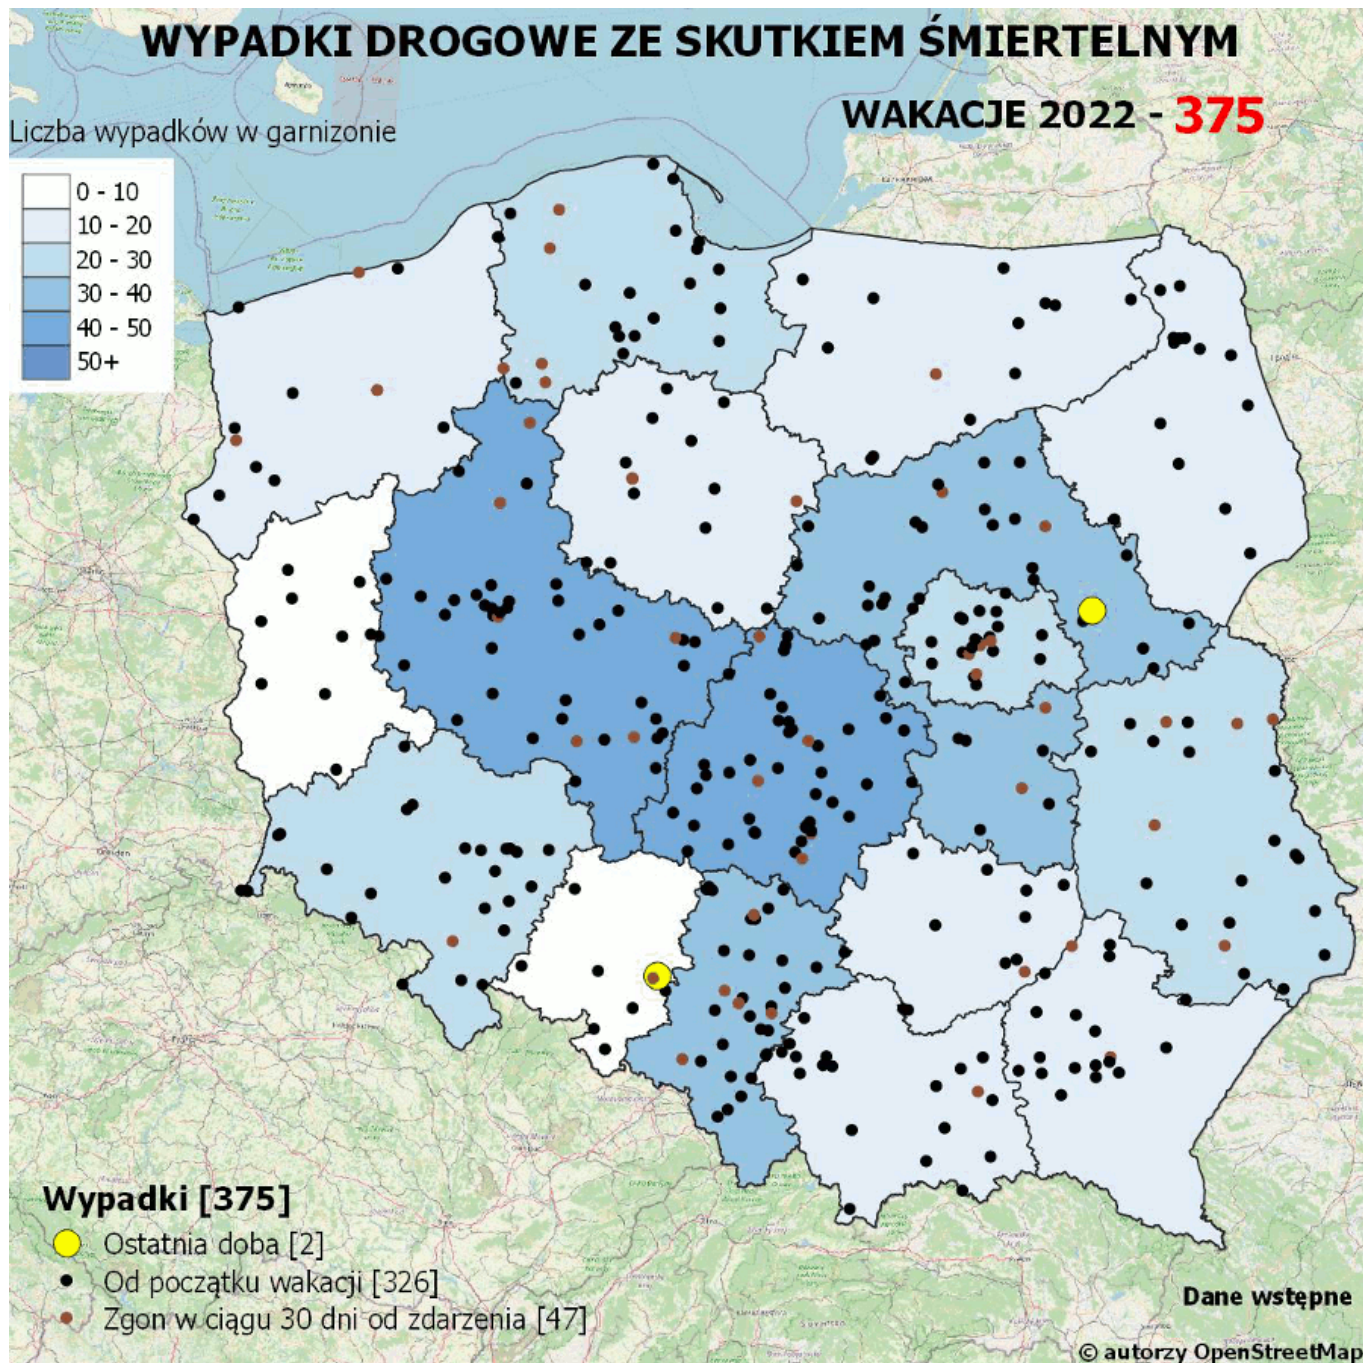 WYPADKI DROGOWE ZE SKUTKIEM ŚMIERTELNYM
WAKACJE 2022 - 375
Liczba wypadków w garnizonie
0 - 10
10 - 20
20 - 30
30 - 40
40 - 50
50+
Wypadki [375]
Ostatnia doba [2]
Od początku wakacji [326]
Zgon w ciągu 30 dni od zdarzenia [47]
Dane wstępne
© autorzy OpenStreetMap